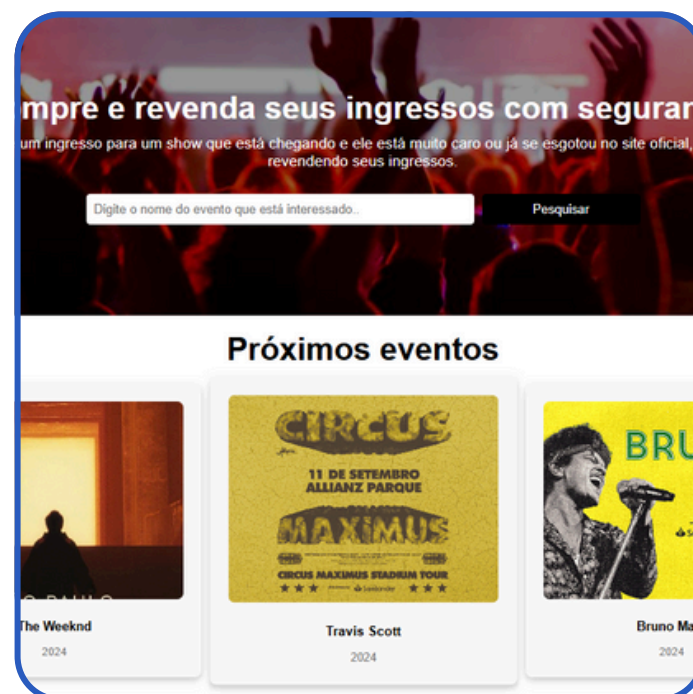 mpre e revenda seus ingressos com segurar
um ingresso para um show que está chegando e ele está muito caro ou já se esgotou no site oficial,
revendendo seus ingressos.
Digite o nome do evento que está interessado..
Pesquisar
Próximos eventos
CIRCUS
11 DE SETEMBRO
ALLIANZ PARQUE
MAXIMUS
CIRCUS MAXIMUS STADIUM TOUR
Santander
BRU
The Weeknd
2024
Travis Scott
2024
Bruno Ma
2024